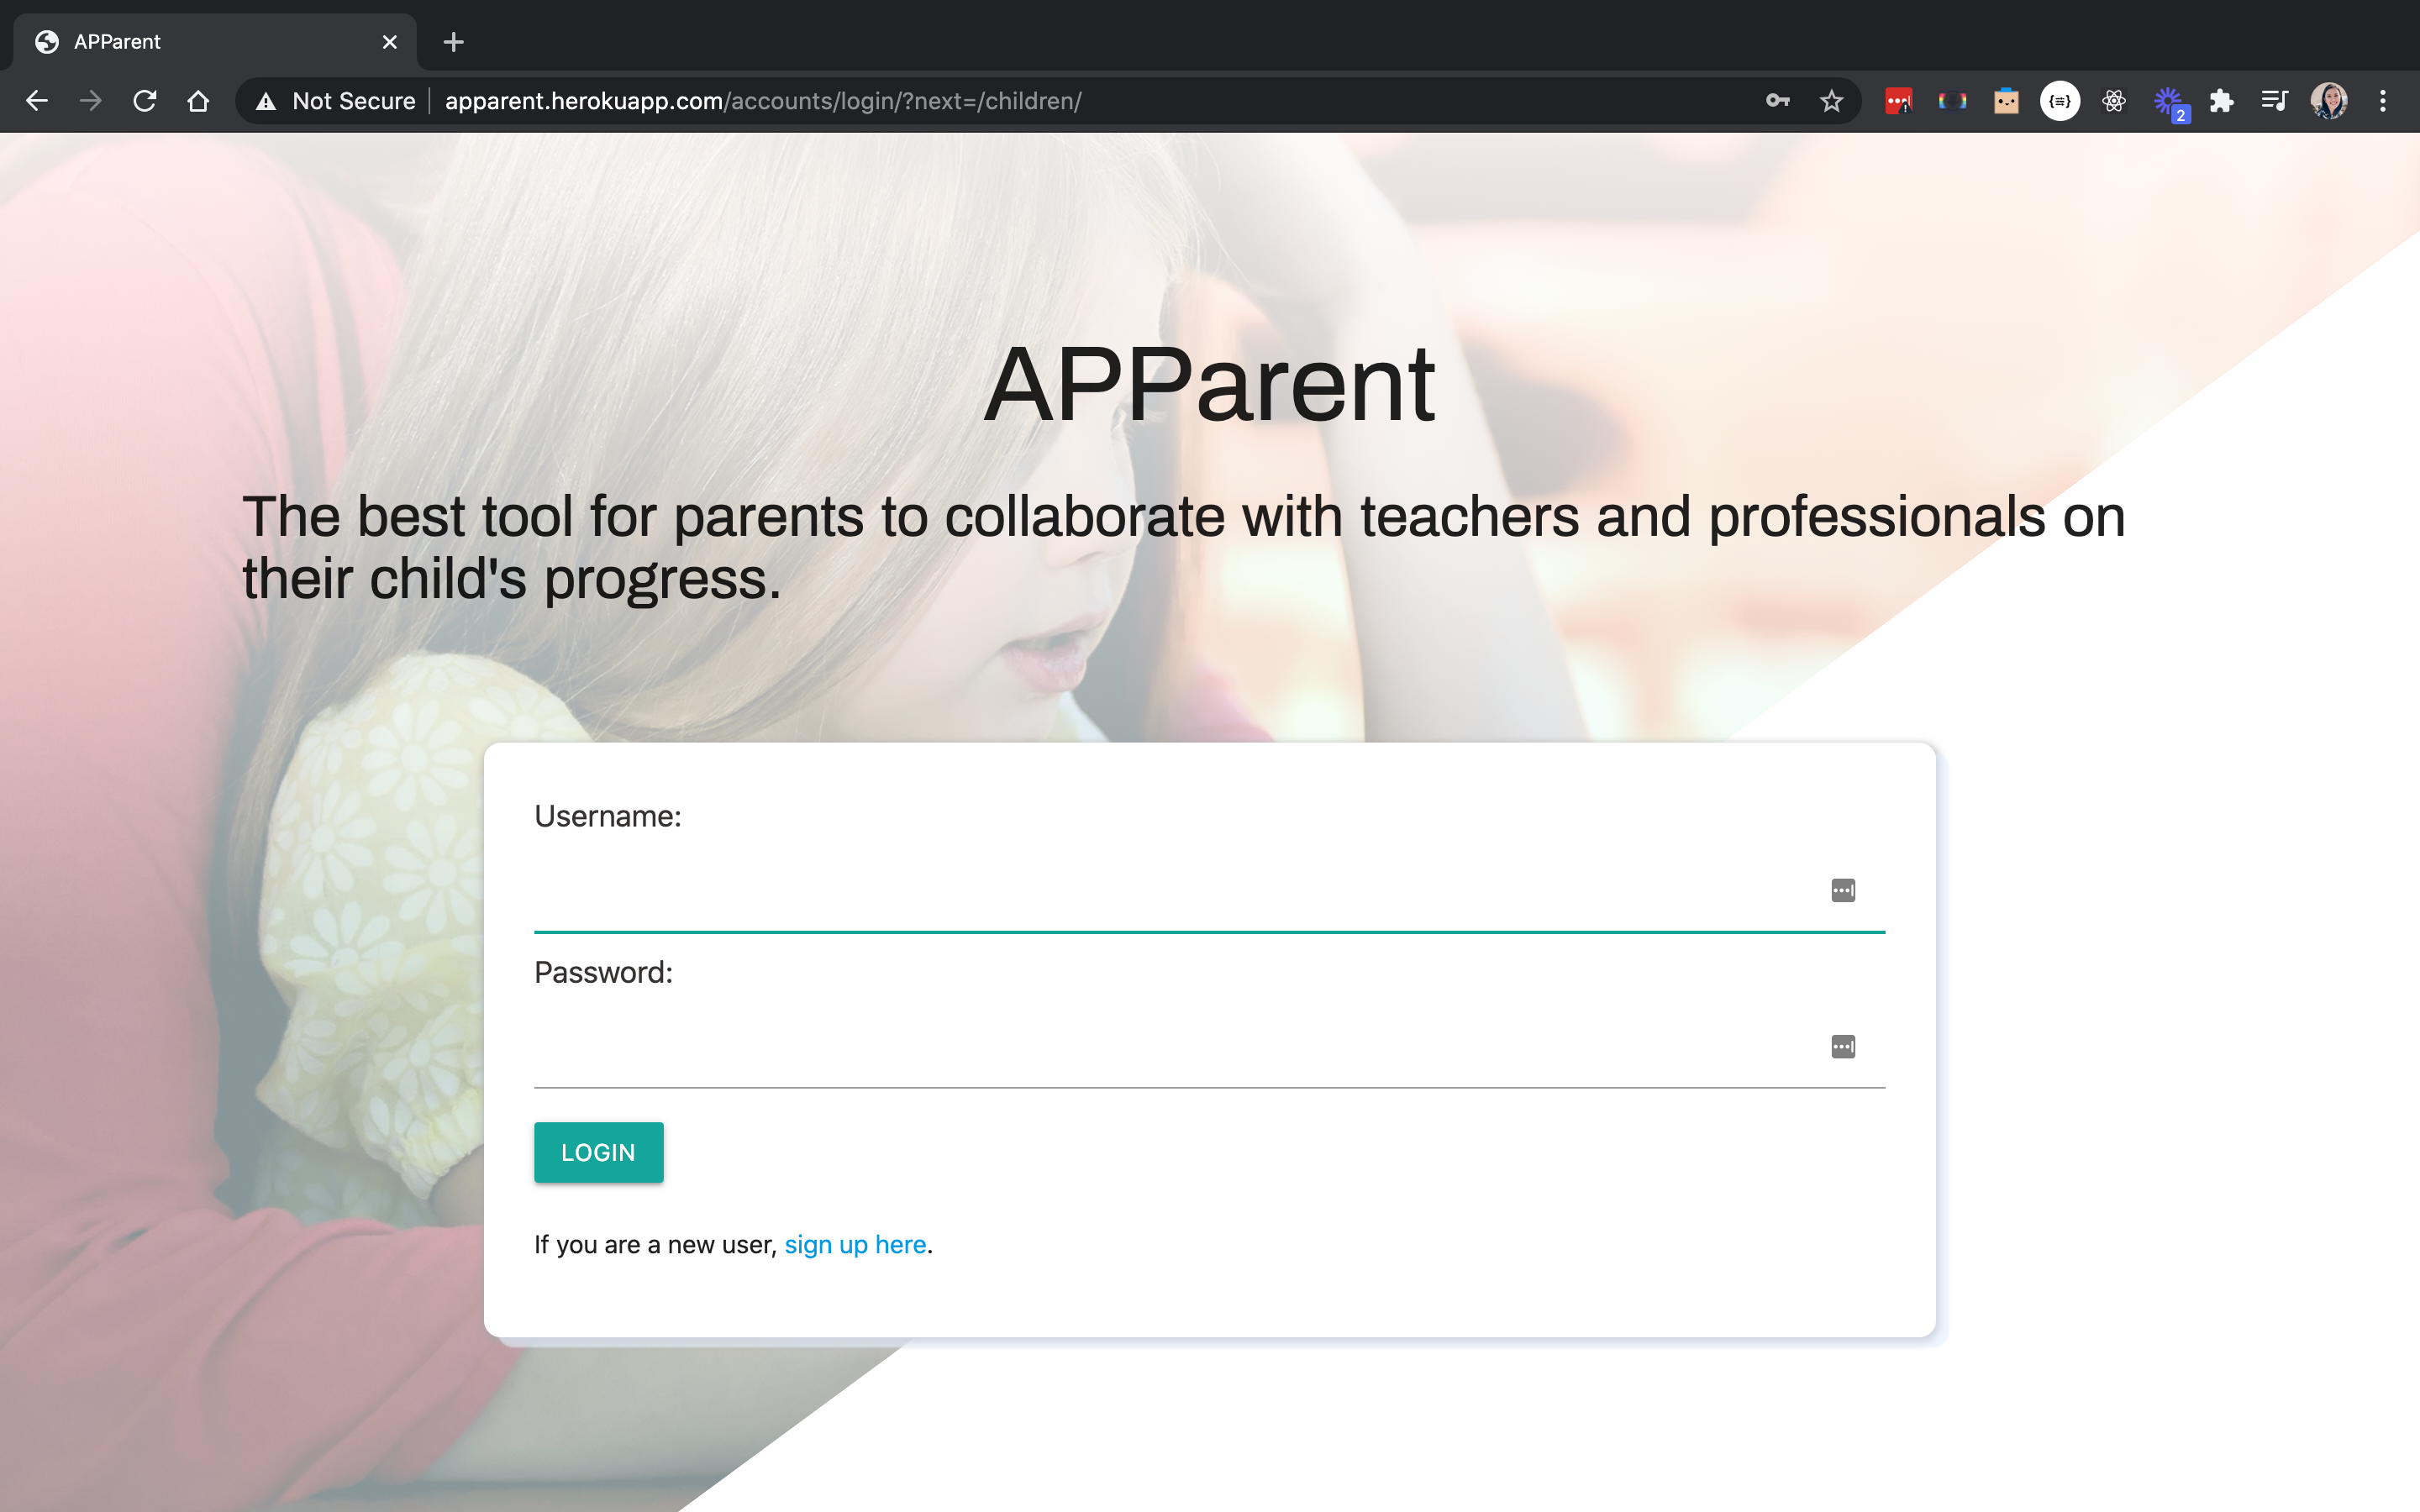 APParent
Not Secure apparent.herokuapp.com/accounts/login/?next=/children/
{≡}
2
APParent
The best tool for parents to collaborate with teachers and professionals on
their child's progress.
Username:
Password:
LOGIN
If you are a new user, sign up here.